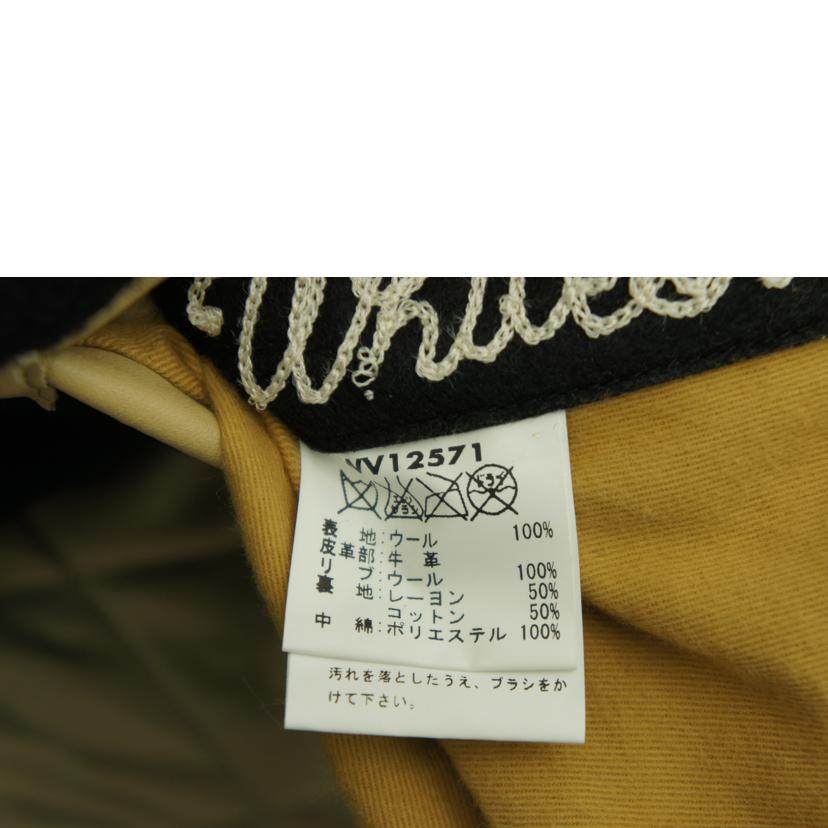 Whites
VV12571
表地:ウール 100%
皮革部:牛革
リブ:ウール 100%
裏地:レーヨン 50%
コットン 50%
中綿:ポリエステル 100%
汚れを落としたうえ、ブラシをか
けて下さい。